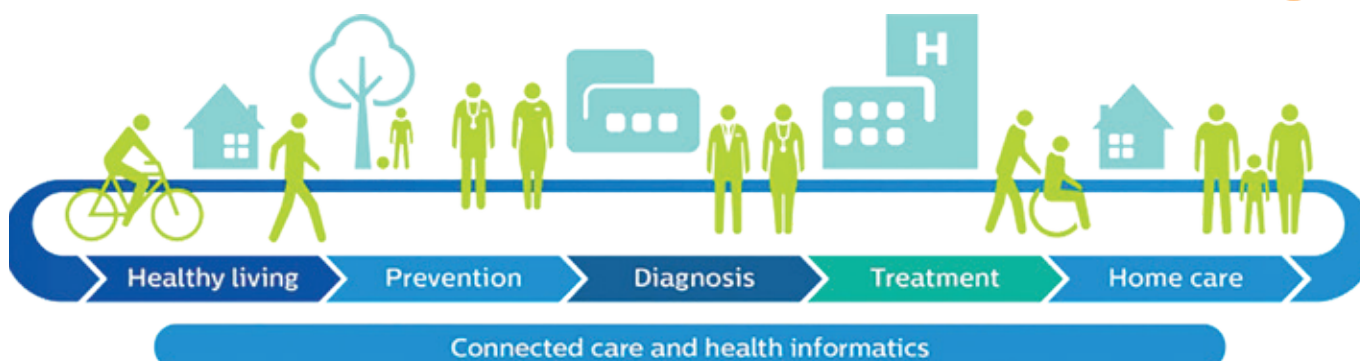 H
Healthy living
Prevention
Diagnosis
Treatment
Home care
Connected care and health informatics